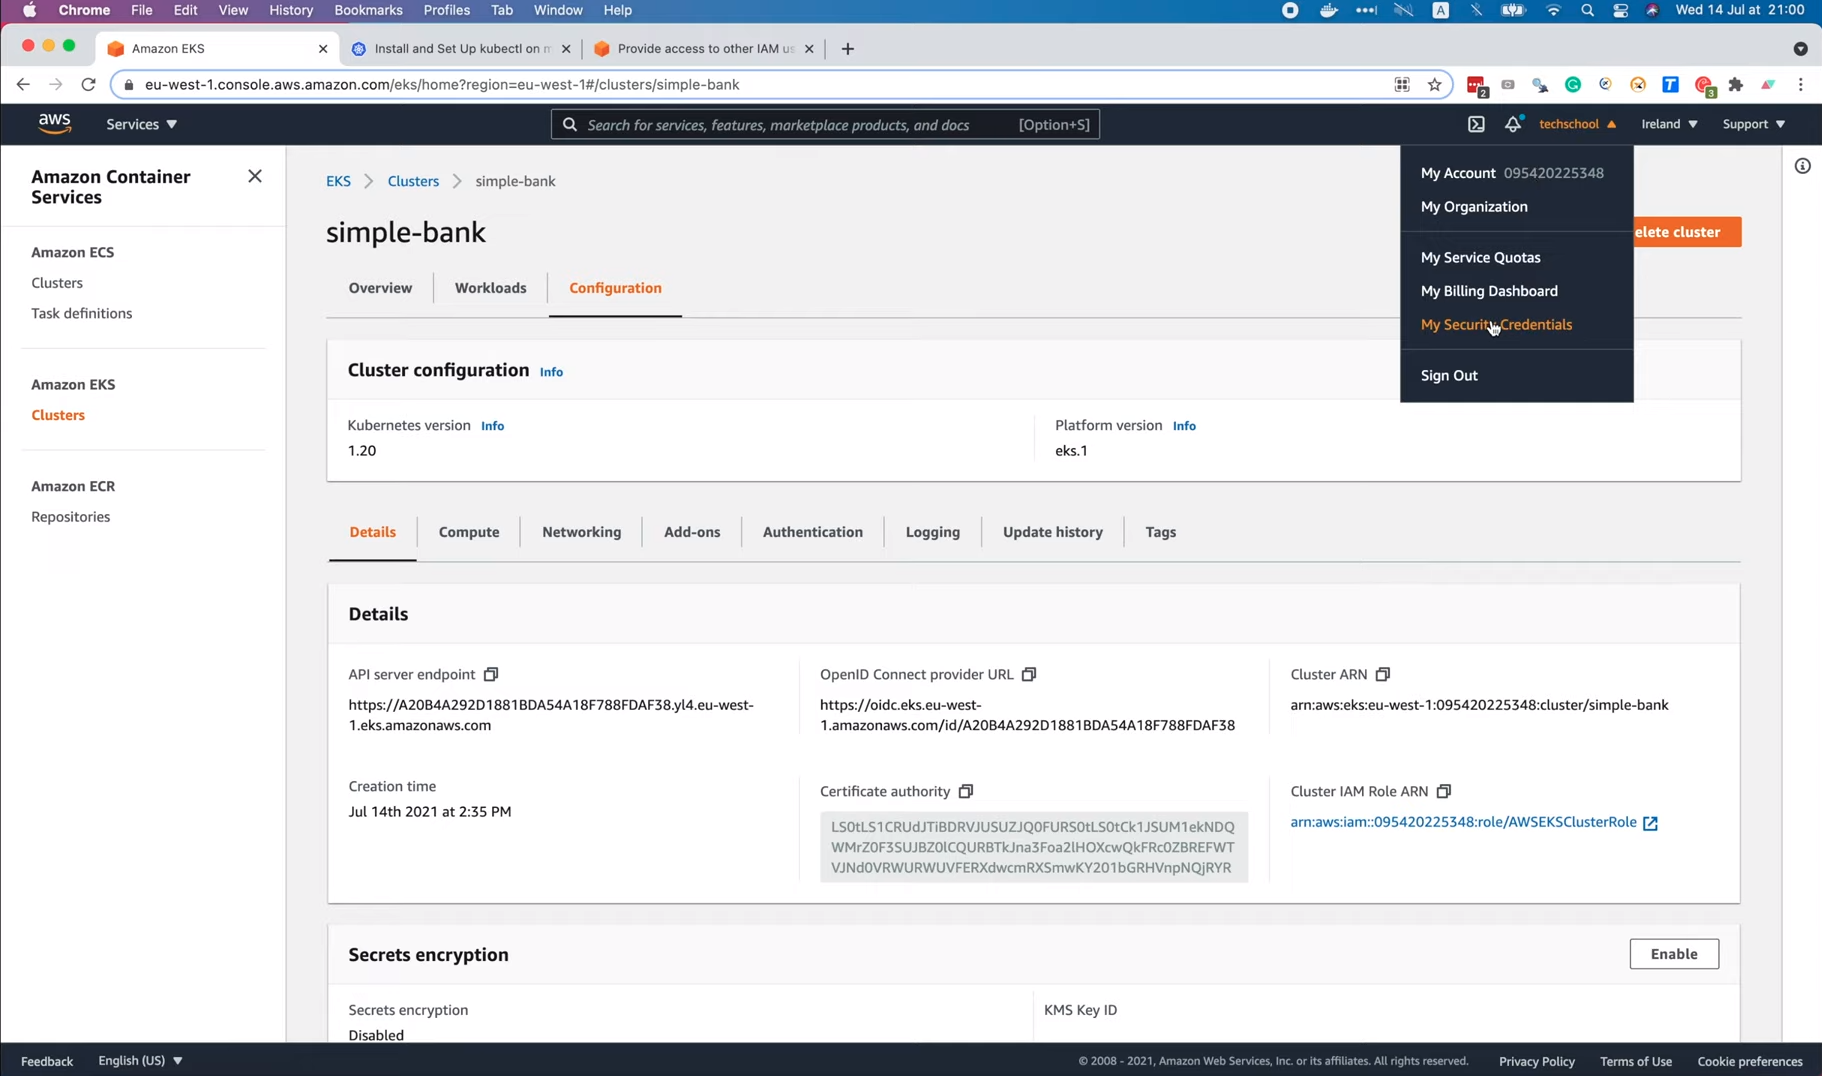 Chrome File Edit View History Bookmarks Profiles Tab Window Help A Wed 14 Jul at 21:00
Amazon EKS Install and Set Up kubectl on m Provide access to other IAM us
eu-west-1.console.aws.amazon.com/eks/home?region=eu-west-1#/clusters/simple-bank 2 T 3
aws Services Search for services, features, marketplace products, and docs [Option+S] techschool Ireland Support
Amazon Container
Services
Amazon ECS
Clusters
Task definitions
Amazon EKS
Clusters
Amazon ECR
Repositories
EKS Clusters simple-bank
simple-bank
elete cluster
My Account 095420225348
My Organization
My Service Quotas
My Billing Dashboard
My Security Credentials
Sign Out
Overview Workloads Configuration
Cluster configuration Info
Kubernetes version Info
1.20
Platform version Info
eks.1
Details Compute Networking Add-ons Authentication Logging Update history Tags
Details
API server endpoint
https://A20B4A292D1881BDA54A18F788FDAF38.yl4.eu-west-
1.eks.amazonaws.com
OpenID Connect provider URL
https://oidc.eks.eu-west-
1.amazonaws.com/id/A20B4A292D1881BDA54A18F788FDAF38
Cluster ARN
arn:aws:eks:eu-west-1:095420225348:cluster/simple-bank
Creation time
Jul 14th 2021 at 2:35 PM
Certificate authority
LS0tLS1CRUdJTiBDRVJUSUZJQ0FURS0tLS0tCk1JSUM1ekNDQ
WMrZ0F3SUJBZ0lCQURBTkJna3Foa2lHOXcwQkFRc0ZBREFWT
VJNd0VRWURWUVFERXdwcmRXSmwKY201bGRHVnpNQjRYR
Cluster IAM Role ARN
arn:aws:iam::095420225348:role/AWSEKSClusterRole
Secrets encryption
Enable
Secrets encryption
Disabled
KMS Key ID
Feedback English (US) © 2008 - 2021, Amazon Web Services, Inc. or its affiliates. All rights reserved. Privacy Policy Terms of Use Cookie preferences